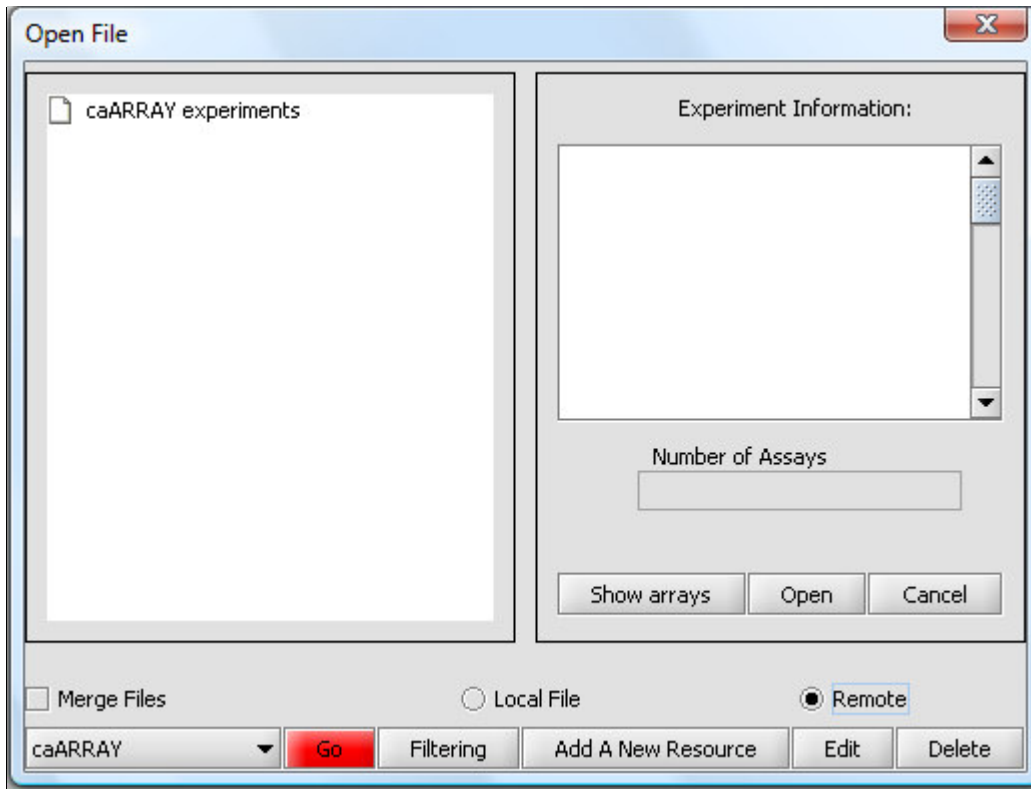 Open File
caARRAY experiments
Experiment Information:
Number of Assays
Show arrays Open Cancel
Merge Files Local File Remote
caARRAY Go Filtering Add A New Resource Edit Delete